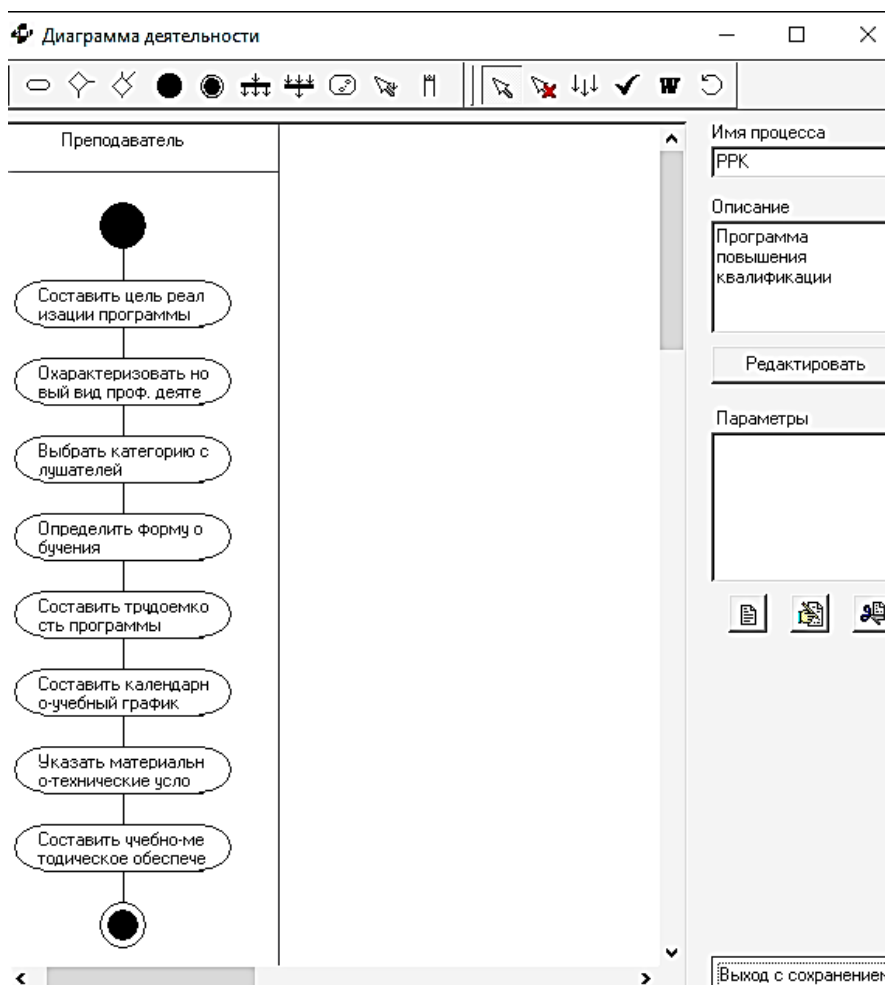 Диаграмма деятельности
Преподаватель
Составить цель реал
изации программы
Охарактеризовать но
вый вид проф. деяте
Выбрать категорию с
лушателей
Определить форму о
бучения
Составить трудоемко
сть программы
Составить календарн
о-учебный график
Указать материальн
о-технические усло
Составить учебно-ме
тодическое обеспече
Имя процесса
РРК
Описание
Программа
повышения
квалификации
Редактировать
Параметры
Выход с сохранением